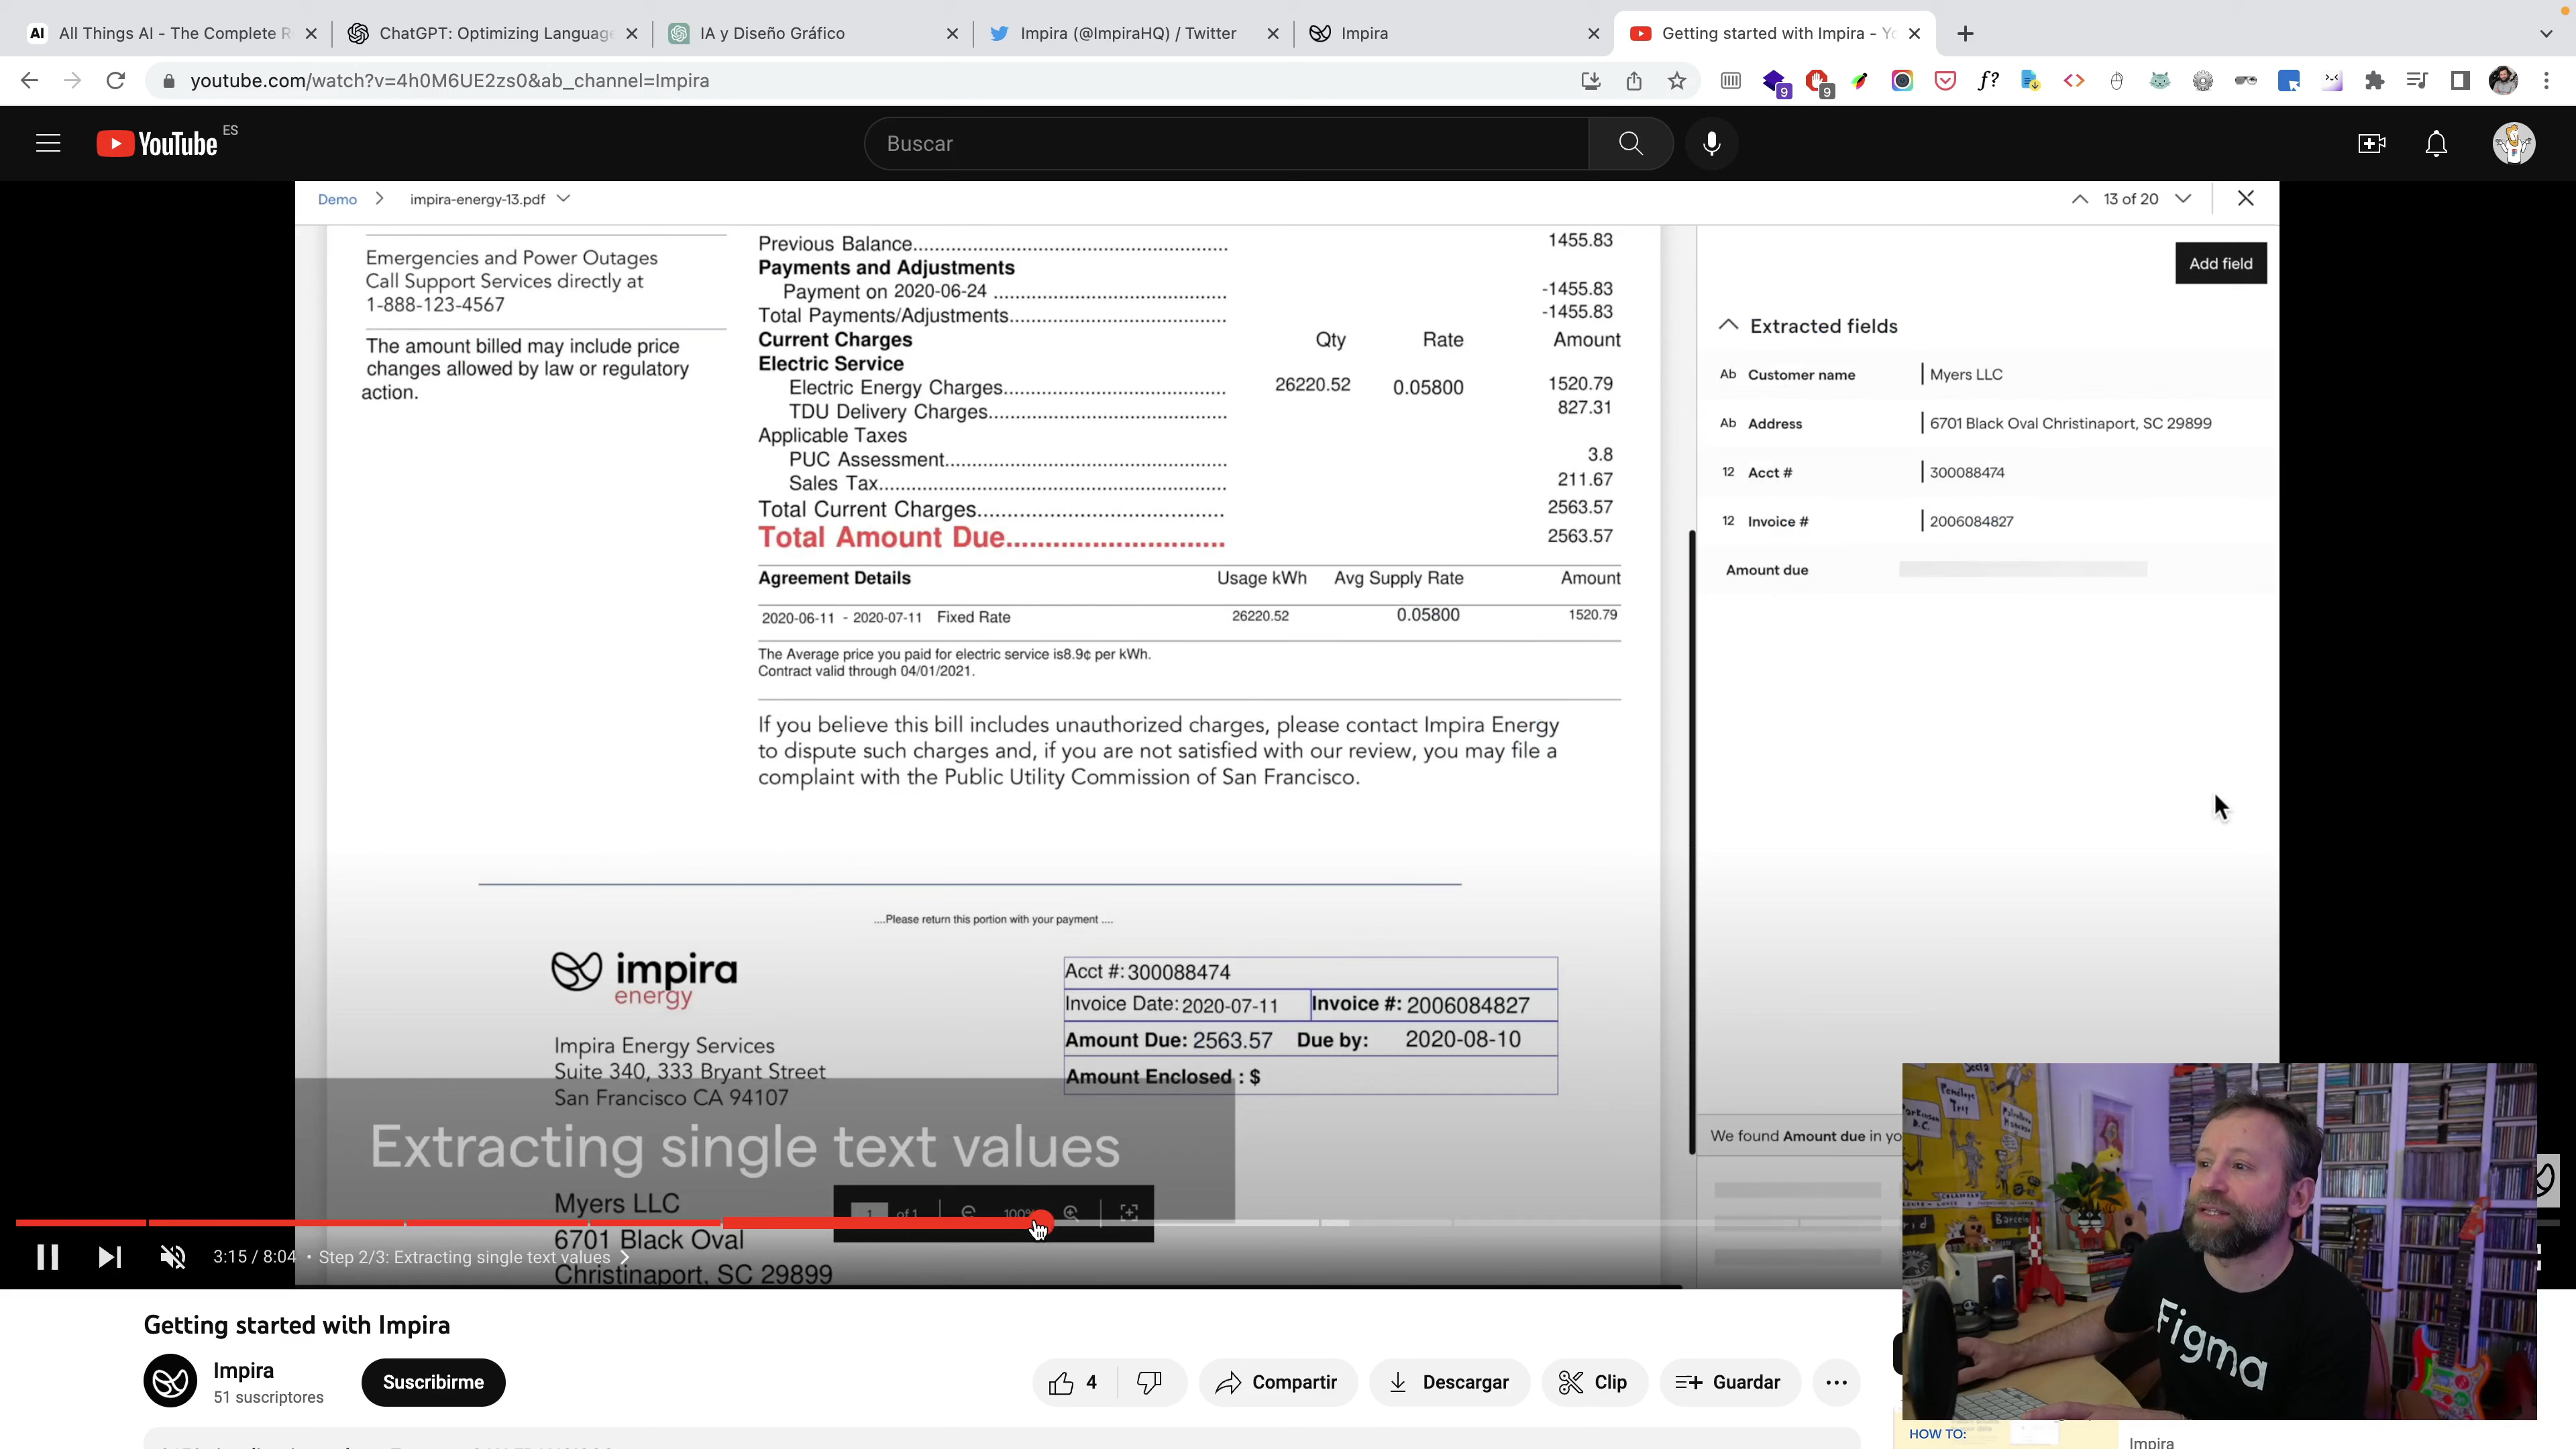 AI All Things AI - The Complete R
ChatGPT: Optimizing Language
IA y Diseño Gráfico
Impira (@ImpiraHQ) / Twitter
Impira
Getting started with Impira - Yo
youtube.com/watch?v=4h0M6UE2zs0&ab_channel=Impira
9
9
f?
YouTube ES
Buscar
Demo
impira-energy-13.pdf
13 of 20
Emergencies and Power Outages
Call Support Services directly at
1-888-123-4567
The amount billed may include price
changes allowed by law or regulatory
action.
Previous Balance 1455.83
Payments and Adjustments
Payment on 2020-06-24 -1455.83
Total Payments/Adjustments -1455.83
Current Charges Qty Rate Amount
Electric Service
Electric Energy Charges 26220.52 0.05800 1520.79
TDU Delivery Charges 827.31
Applicable Taxes
PUC Assessment 3.8
Sales Tax 211.67
Total Current Charges 2563.57
Total Amount Due 2563.57
Agreement Details Usage kWh Avg Supply Rate Amount
2020-06-11 - 2020-07-11 Fixed Rate 26220.52 0.05800 1520.79
The Average price you paid for electric service is8.9¢ per kWh.
Contract valid through 04/01/2021.
If you believe this bill includes unauthorized charges, please contact Impira Energy
to dispute such charges and, if you are not satisfied with our review, you may file a
complaint with the Public Utility Commission of San Francisco.
....Please return this portion with your payment ....
impira
energy
Impira Energy Services
Suite 340, 333 Bryant Street
San Francisco CA 94107
Acct #: 300088474
Invoice Date: 2020-07-11 Invoice #: 2006084827
Amount Due: 2563.57 Due by: 2020-08-10
Amount Enclosed : $
Extracting single text values
Myers LLC
6701 Black Oval
Christinaport, SC 29899
1 of 1 100%
Add field
Extracted fields
Ab Customer name Myers LLC
Ab Address 6701 Black Oval Christinaport, SC 29899
12 Acct # 300088474
12 Invoice # 2006084827
Amount due
We found Amount due in yo
3:15 / 8:04 • Step 2/3: Extracting single text values
Figma
Getting started with Impira
Impira
51 suscriptores
Suscribirme
4
Compartir
Descargar
Clip
Guardar
HOW TO:
Impira